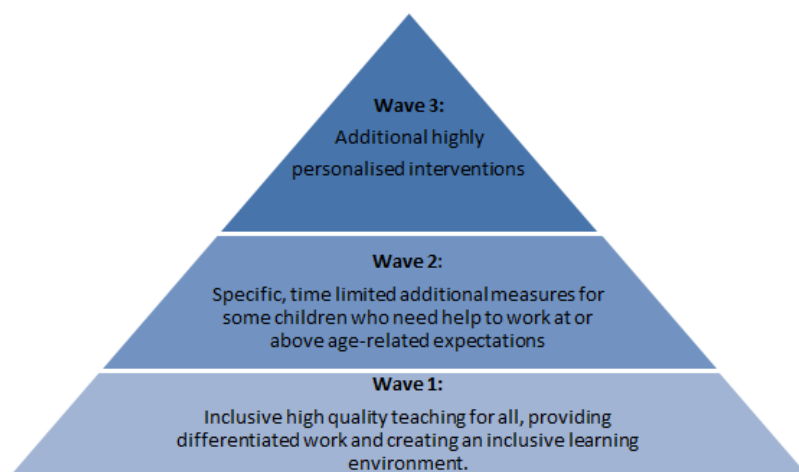 Wave 3:
Additional highly
personalised interventions
Wave 2:
Specific, time limited additional measures for
some children who need help to work at or
above age-related expectations
Wave 1:
Inclusive high quality teaching for all, providing
differentiated work and creating an inclusive learning
environment.